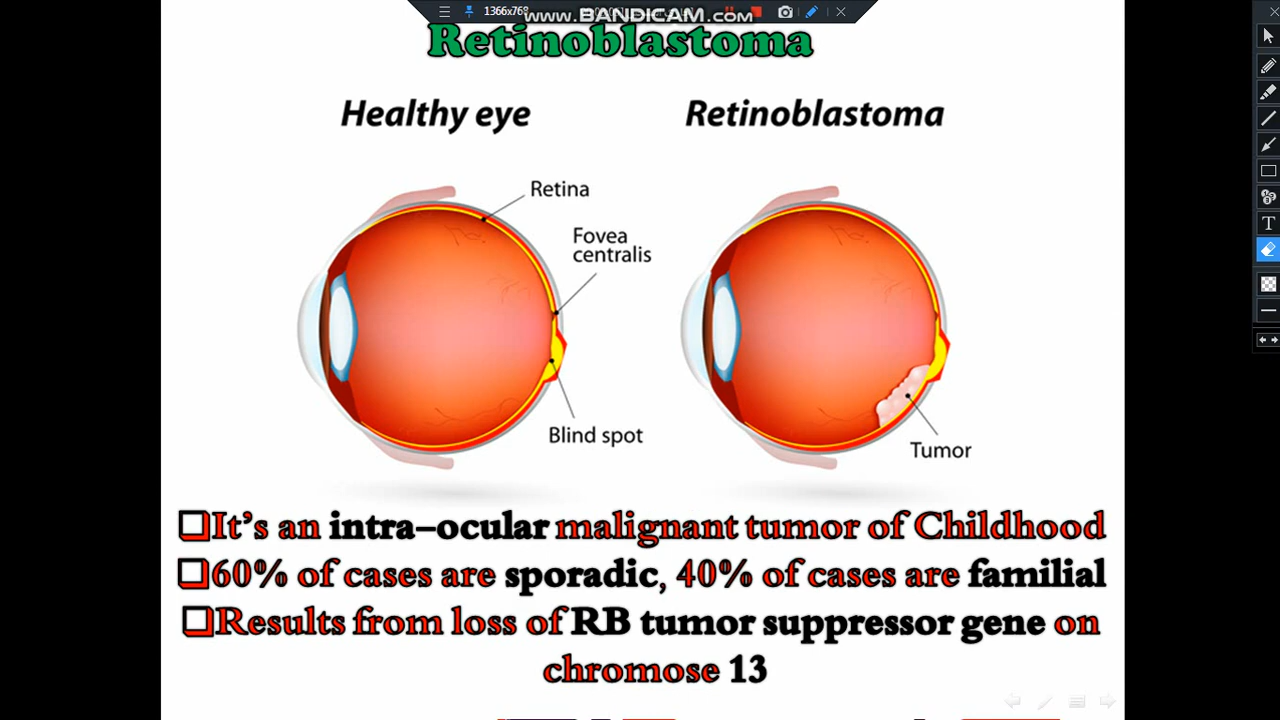 1366x768
www.BANDICAM.com
Retinoblastoma
Healthy eye
Retinoblastoma
Retina
Fovea
centralis
Blind spot
Tumor
It's an intra-ocular malignant tumor of Childhood
60% of cases are sporadic, 40% of cases are familial
Results from loss of RB tumor suppressor gene on
chromose 13
T